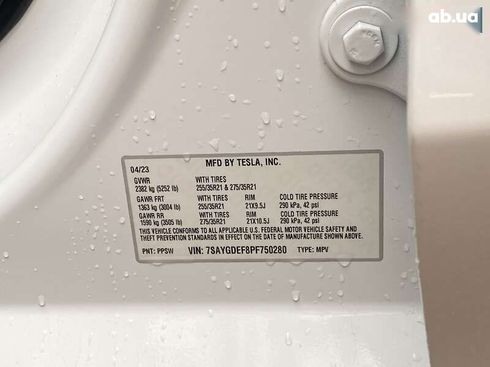 ab.ua
MFD BY TESLA, INC.
04/23
GVWR WITH TIRES
2382 kg (5252 lb) 255/35R21 & 275/35R21
GAWR FRT WITH TIRES RIM COLD TIRE PRESSURE
1363 kg (3004 lb) 255/35R21 21X9.5J 290 kPa, 42 psi
GAWR RR WITH TIRES RIM COLD TIRE PRESSURE
1590 kg (3505 lb) 275/35R21 21X10.5J 290 kPa, 42 psi
THIS VEHICLE CONFORMS TO ALL APPLICABLE U.S. FEDERAL MOTOR VEHICLE SAFETY AND
THEFT PREVENTION STANDARDS IN EFFECT ON THE DATE OF MANUFACTURE SHOWN ABOVE.
PNT: PPSW VIN: 7SAYGDEF8PF750280 TYPE: MPV